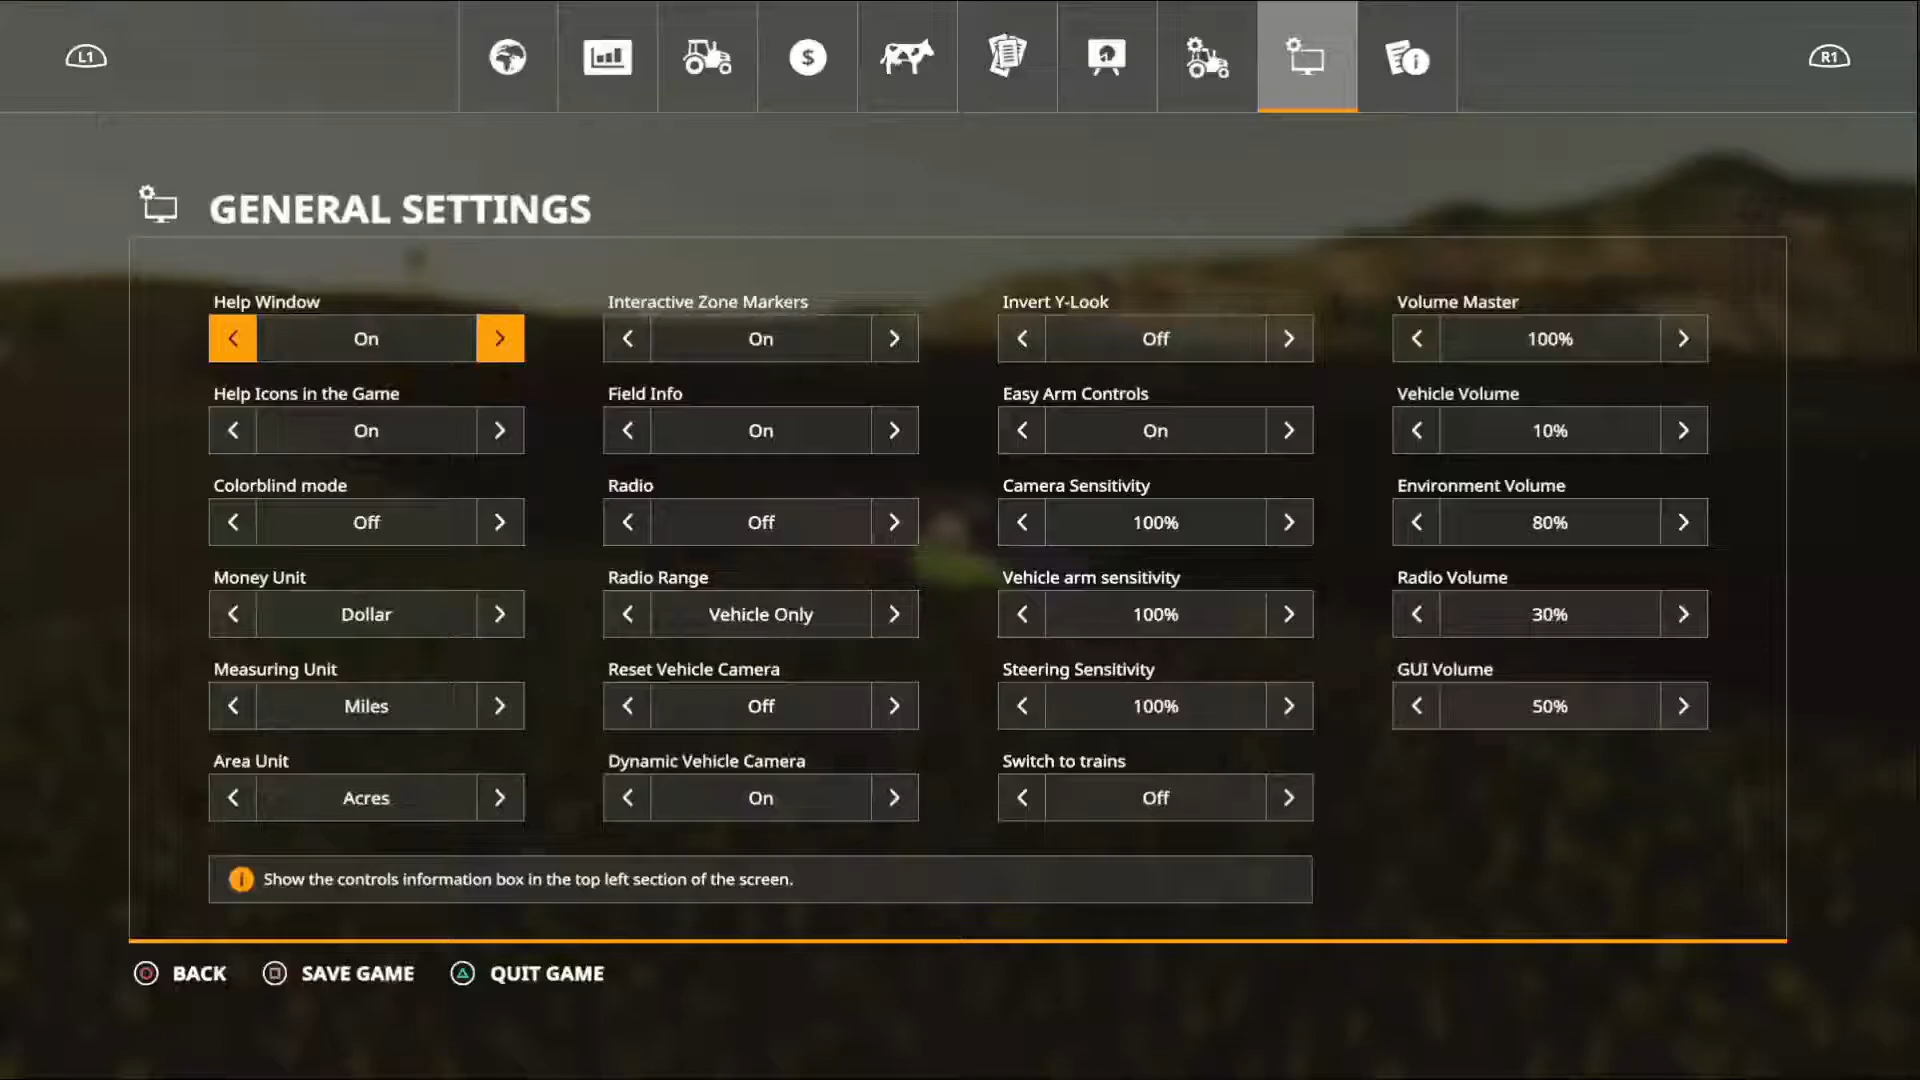 L1
$
R1
GENERAL SETTINGS
Help Window
On
Help Icons in the Game
On
Colorblind mode
Off
Money Unit
Dollar
Measuring Unit
Miles
Area Unit
Acres
Interactive Zone Markers
On
Field Info
On
Radio
Off
Radio Range
Vehicle Only
Reset Vehicle Camera
Off
Dynamic Vehicle Camera
On
Invert Y-Look
Off
Easy Arm Controls
On
Camera Sensitivity
100%
Vehicle arm sensitivity
100%
Steering Sensitivity
100%
Switch to trains
Off
Volume Master
100%
Vehicle Volume
10%
Environment Volume
80%
Radio Volume
30%
GUI Volume
50%
Show the controls information box in the top left section of the screen.
BACK SAVE GAME QUIT GAME